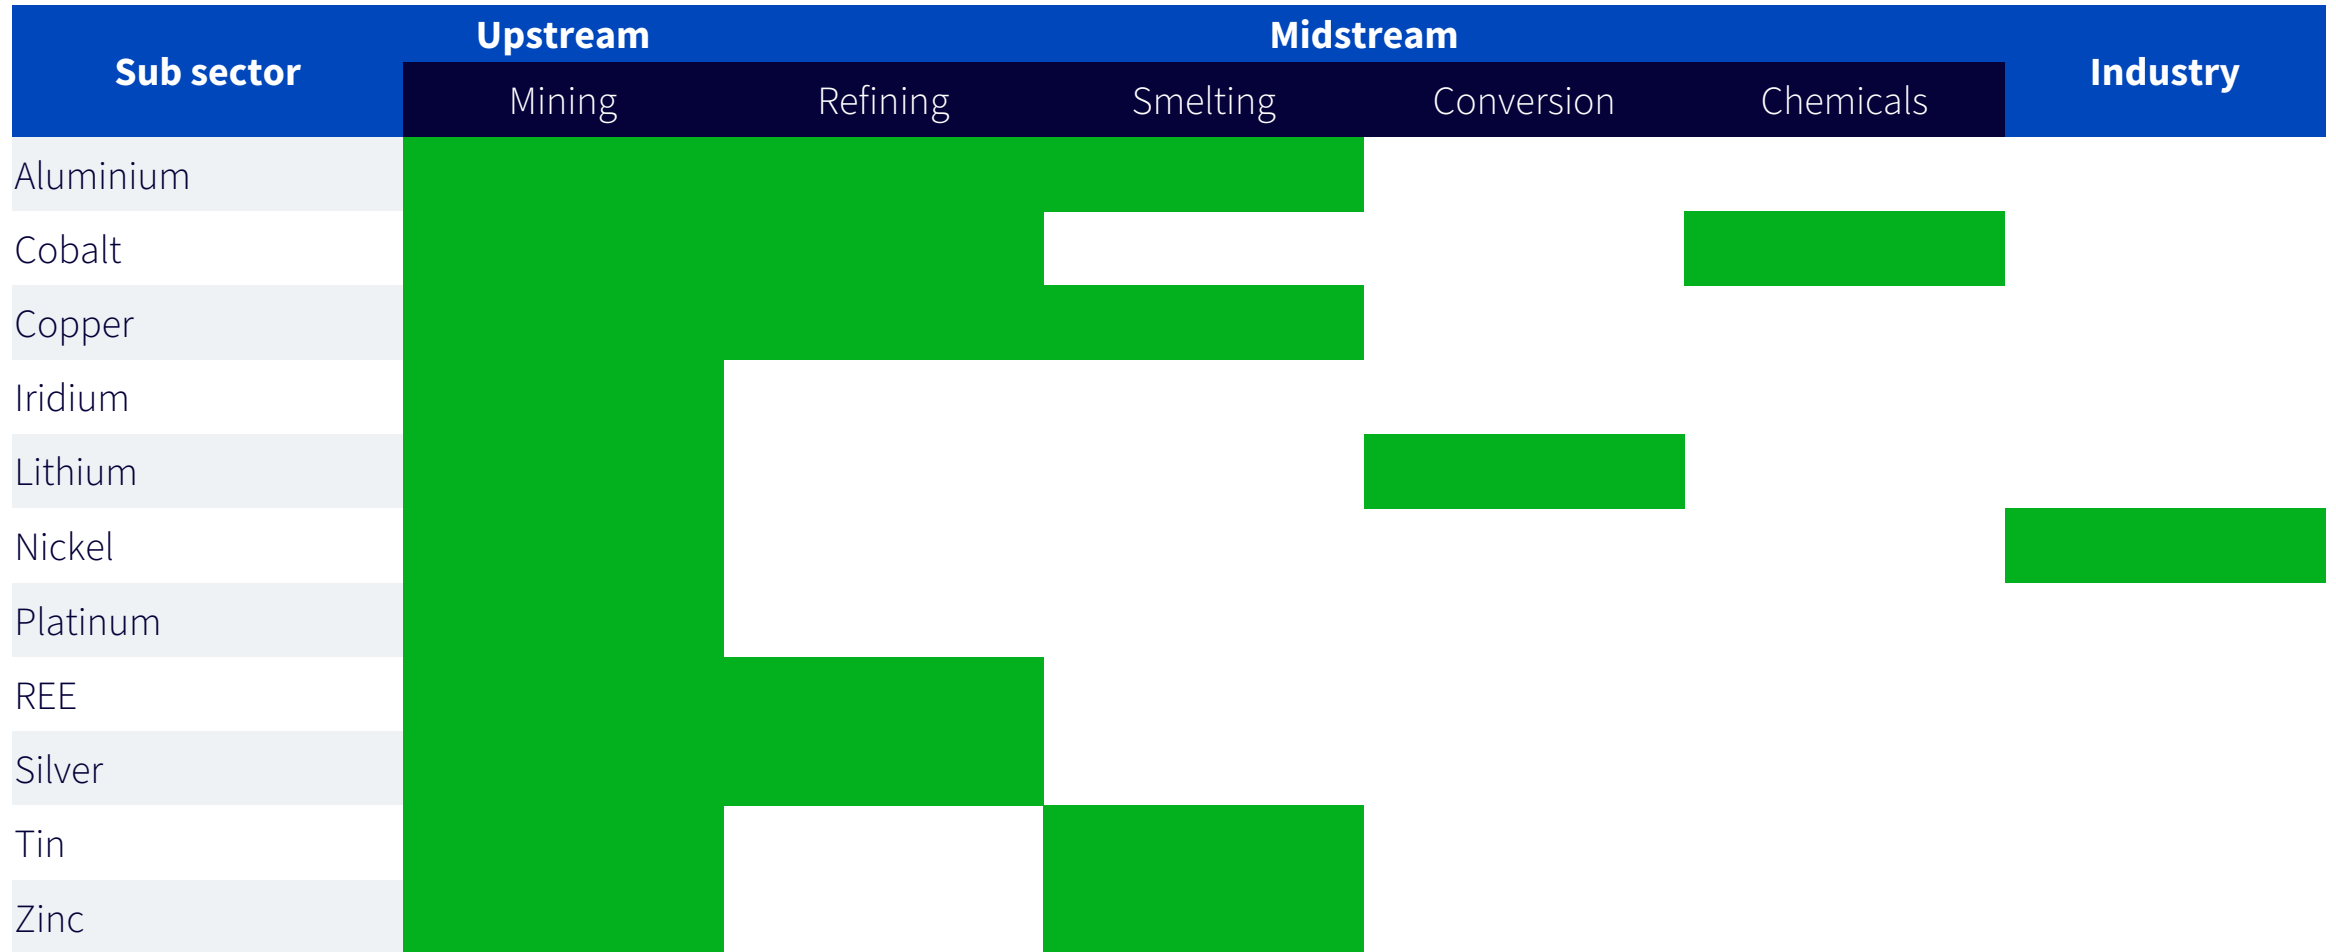 Sub sector
Upstream
Midstream
Industry
Mining
Refining
Smelting
Conversion
Chemicals
Aluminium
Cobalt
Copper
Iridium
Lithium
Nickel
Platinum
REE
Silver
Tin
Zinc